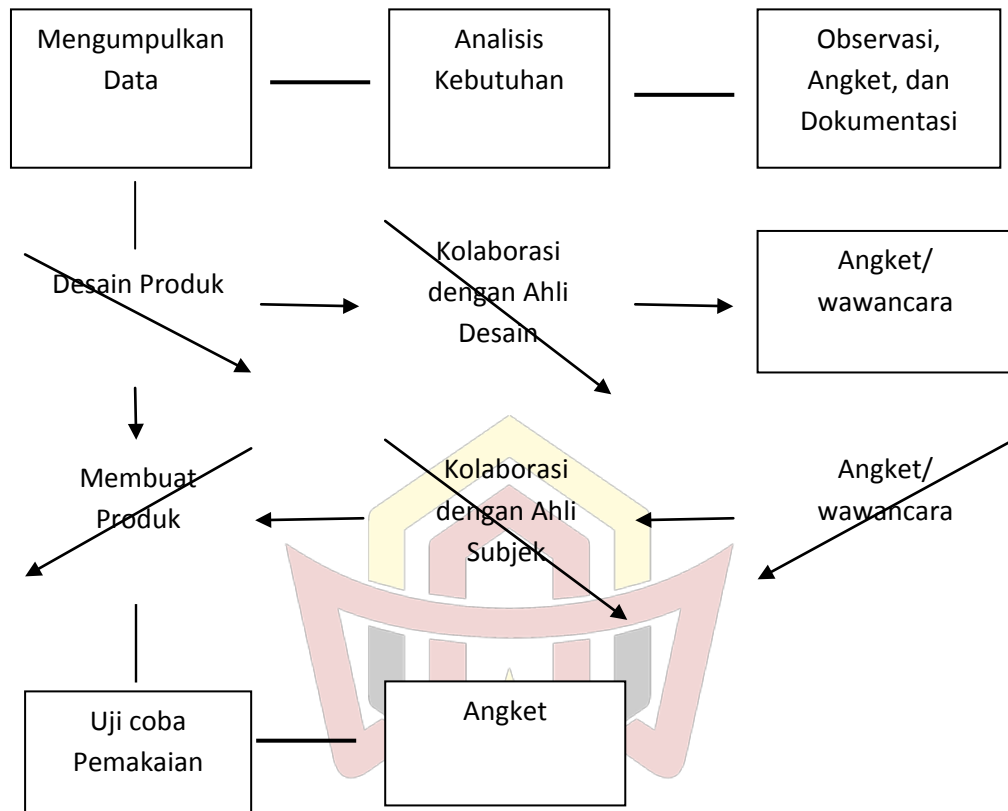 Mengumpulkan
Data
Analisis
Kebutuhan
Observasi,
Angket, dan
Dokumentasi
Desain Produk
Kolaborasi
dengan Ahli
Desain
Angket/
wawancara
Membuat
Produk
Kolaborasi
dengan Ahli
Subjek
Angket/
wawancara
Uji coba
Pemakaian
Angket